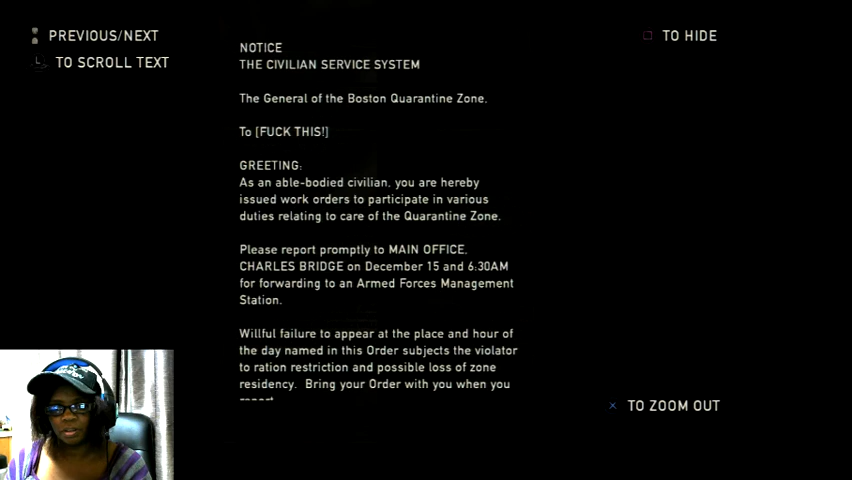 PREVIOUS/NEXT
TO SCROLL TEXT
TO HIDE
NOTICE
THE CIVILIAN SERVICE SYSTEM
The General of the Boston Quarantine Zone,
To [FUCK THIS!]
GREETING:
As an able-bodied civilian, you are hereby
issued work orders to participate in various
duties relating to care of the Quarantine Zone.
Please report promptly to MAIN OFFICE,
CHARLES BRIDGE on December 15 and 6:30AM
for forwarding to an Armed Forces Management
Station.
Willful failure to appear at the place and hour of
the day named in this Order subjects the violator
to ration restriction and possible loss of zone
residency. Bring your Order with you when you
report.
TO ZOOM OUT